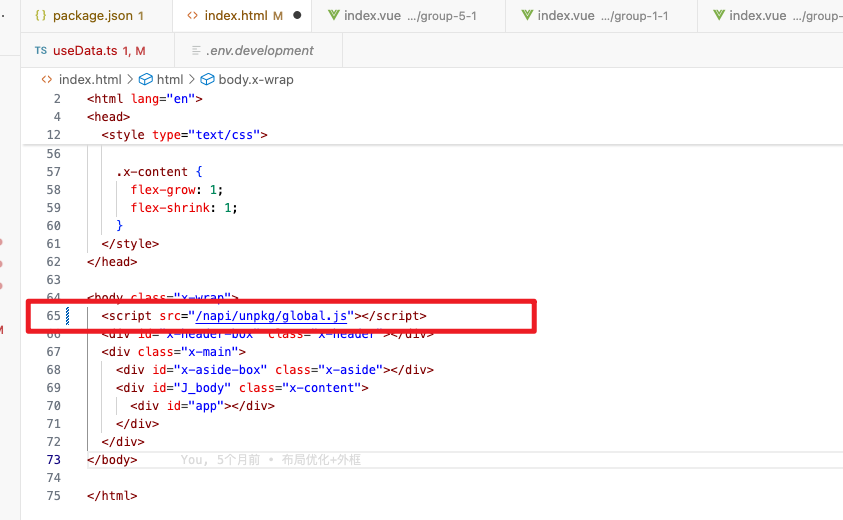 {} package.json 1
<> index.html M ●
index.vue .../group-5-1
index.vue .../group-1-1
index.vue .../group-
TS useData.ts 1, M
.env.development
<> index.html > html > body.x-wrap
2 <html lang="en">
4 <head>
12 <style type="text/css">
56
57 .x-content {
58 flex-grow: 1;
59 flex-shrink: 1;
60 }
61 </style>
62 </head>
63
64 <body class="x-wrap">
65 <script src="/napi/unpkg/global.js"></script>
66 <div id="x-header-box" class="x-header"></div>
67 <div class="x-main">
68 <div id="x-aside-box" class="x-aside"></div>
69 <div id="J_body" class="x-content">
70 <div id="app"></div>
71 </div>
72 </div>
73 </body> You, 5个月前 • 布局优化+外框
74
75 </html>
M